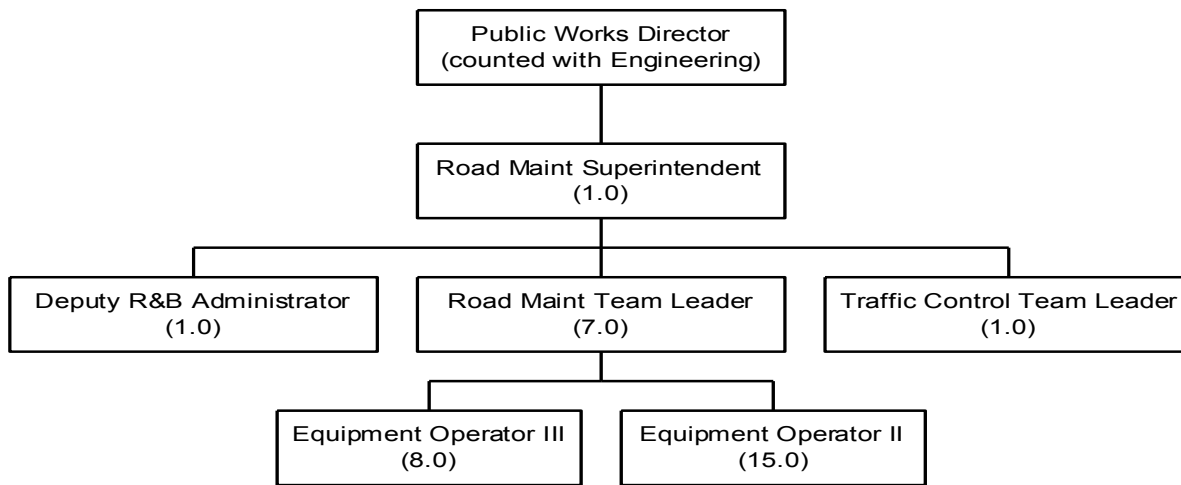 Public Works Director
(counted with Engineering)
Road Maint Superintendent
(1.0)
Deputy R&B Administrator
(1.0)
Road Maint Team Leader
(7.0)
Traffic Control Team Leader
(1.0)
Equipment Operator III
(8.0)
Equipment Operator II
(15.0)